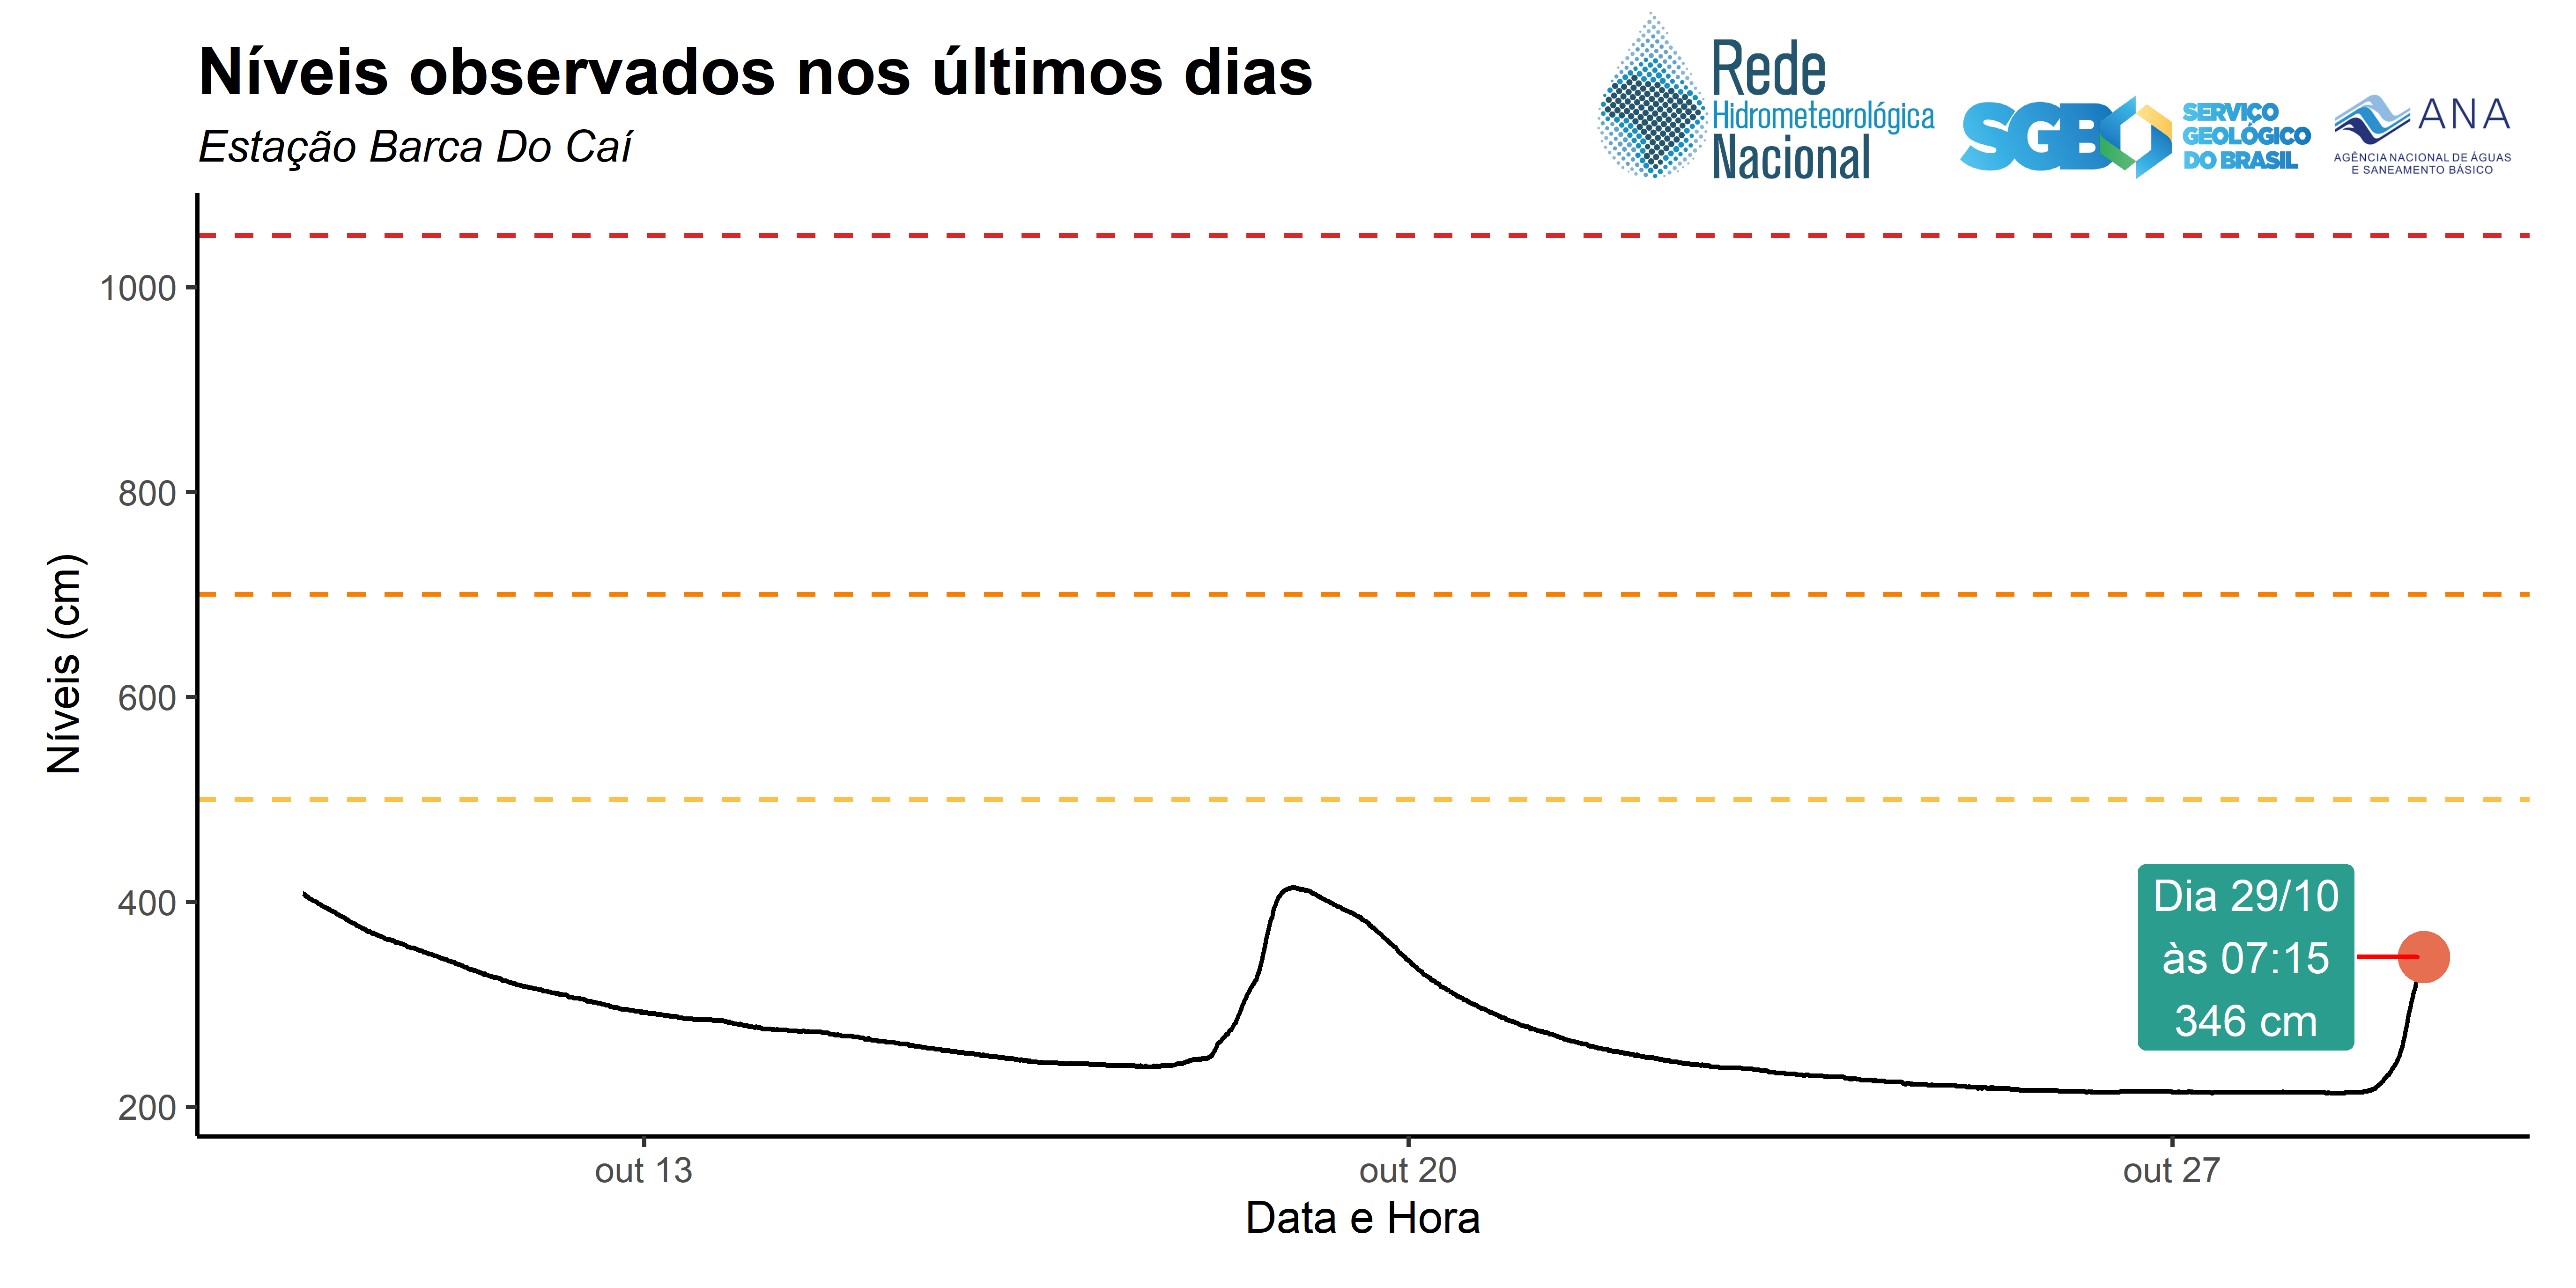 Níveis observados nos últimos dias
Estação Barca Do Caí
Rede
Hidrometeorológica
Nacional
SGB
SERVIÇO
GEOLÓGICO
DO BRASIL
ANA
AGÊNCIA NACIONAL DE ÁGUAS
E SANEAMENTO BÁSICO
Níveis (cm)
1000
800
600
400
200
Dia 29/10
às 07:15
346 cm
out 13
out 20
out 27
Data e Hora